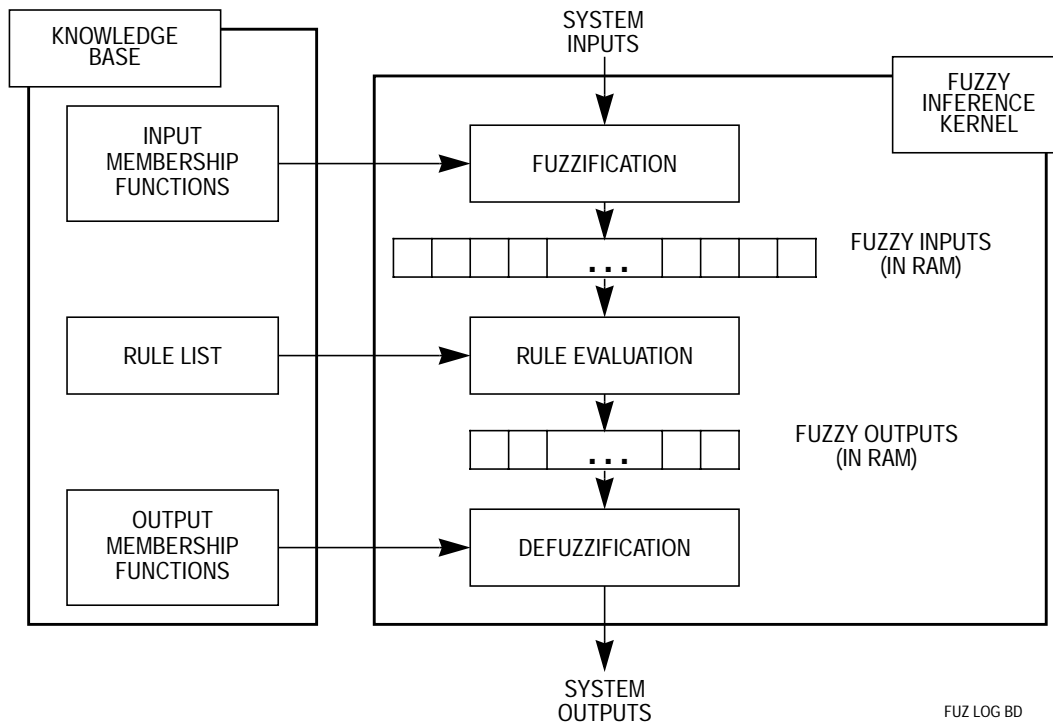 KNOWLEDGE
BASE
SYSTEM
INPUTS
FUZZY
INFERENCE
KERNEL
INPUT
MEMBERSHIP
FUNCTIONS
FUZZIFICATION
FUZZY INPUTS
(IN RAM)
...
RULE LIST
RULE EVALUATION
FUZZY OUTPUTS
(IN RAM)
...
OUTPUT
MEMBERSHIP
FUNCTIONS
DEFUZZIFICATION
SYSTEM
OUTPUTS
FUZ LOG BD